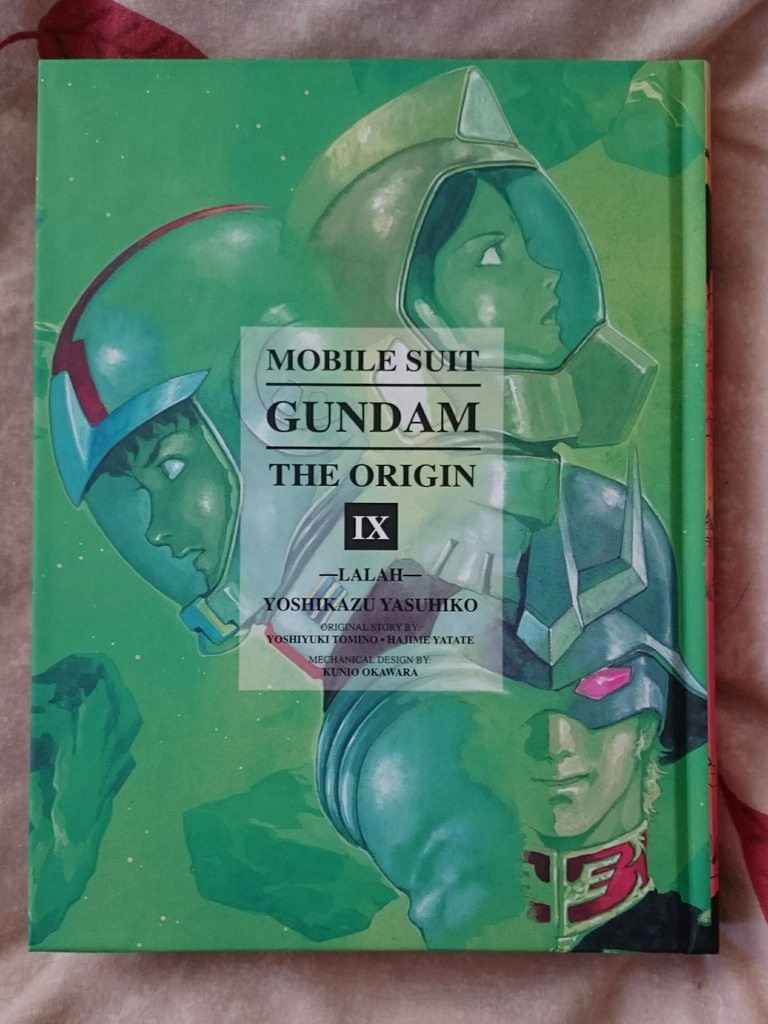 MOBILE SUIT
GUNDAM
THE ORIGIN
IX
—LALAH—
YOSHIKAZU YASUHIKO
ORIGINAL STORY BY:
YOSHIYUKI TOMINO • HAJIME YATATE
MECHANICAL DESIGN BY:
KUNIO OKAWARA